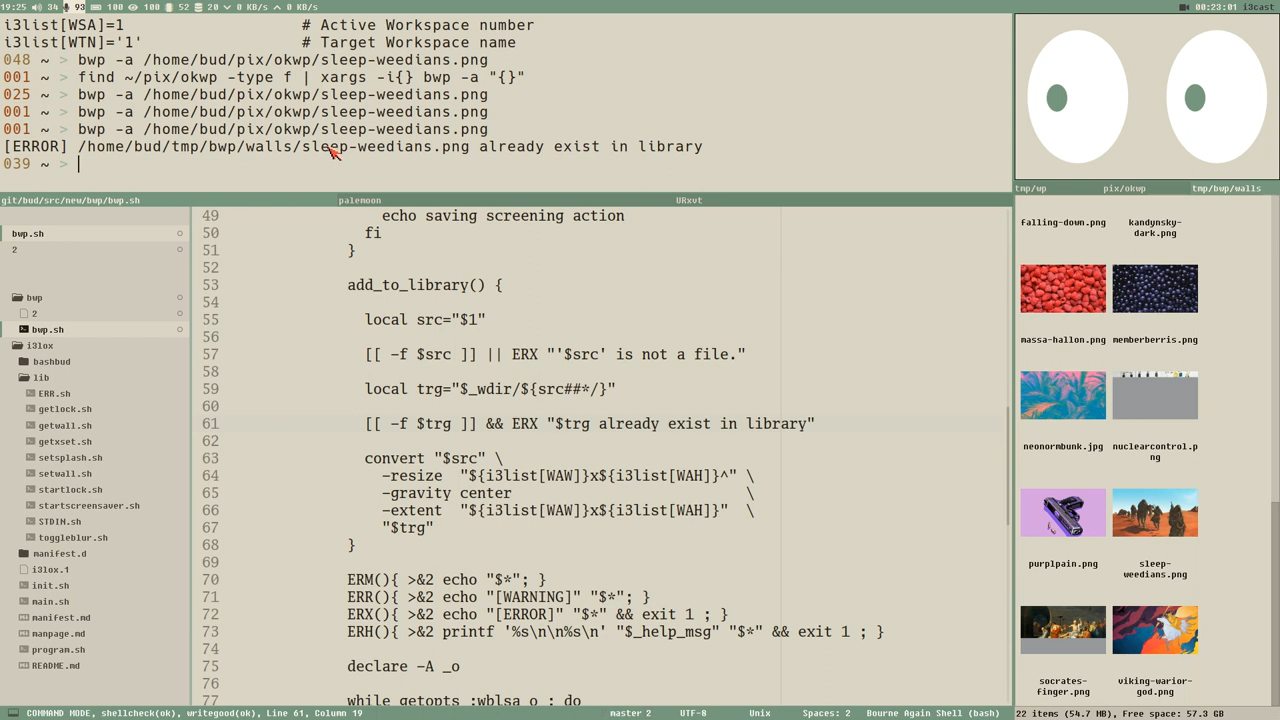 19:25 34 93 100 100 52 20 0 KB/s 0 KB/s
00:23:01 i3cast
i3list[WSA]=1 # Active Workspace number
i3list[WTN]='1' # Target Workspace name
048 ~ > bwp -a /home/bud/pix/okwp/sleep-weedians.png
001 ~ > find ~/pix/okwp -type f | xargs -i{} bwp -a "{}"
025 ~ > bwp -a /home/bud/pix/okwp/sleep-weedians.png
001 ~ > bwp -a /home/bud/pix/okwp/sleep-weedians.png
001 ~ > bwp -a /home/bud/pix/okwp/sleep-weedians.png
[ERROR] /home/bud/tmp/bwp/walls/sleep-weedians.png already exist in library
039 ~ >
git/bud/src/new/bwp/bwp.sh palemoon URxvt
bwp.sh
2
bwp
2
bwp.sh
i3lox
bashbud
lib
ERR.sh
getlock.sh
getwall.sh
getxset.sh
setsplash.sh
setwall.sh
startlock.sh
startscreensaver.sh
STDIN.sh
toggleblur.sh
manifest.d
i3lox.1
init.sh
main.sh
manifest.md
manpage.md
program.sh
README.md
49 echo saving screening action
50 fi
51 }
52
53 add_to_library() {
54
55 local src="$1"
56
57 [[ -f $src ]] || ERX "'$src' is not a file."
58
59 local trg="$_wdir/${src##*/}"
60
61 [[ -f $trg ]] && ERX "$trg already exist in library"
62
63 convert "$src" \
64 -resize "${i3list[WAW]}x${i3list[WAH]}^" \
65 -gravity center \
66 -extent "${i3list[WAW]}x${i3list[WAH]}" \
67 "$trg"
68 }
69
70 ERM(){ >&2 echo "$*"; }
71 ERR(){ >&2 echo "[WARNING]" "$*"; }
72 ERX(){ >&2 echo "[ERROR]" "$*" && exit 1 ; }
73 ERH(){ >&2 printf '%s\n\n%s\n' "$_help_msg" "$*" && exit 1 ; }
74
75 declare -A _o
76
77 while getopts :wblsa o ; do
COMMAND MODE, shellcheck(ok), writegood(ok), Line 61, Column 19 master 2 UTF-8 Unix Spaces: 2 Bourne Again Shell (bash)
tmp/wp pix/okwp tmp/bwp/walls
falling-down.png kandynsky-
dark.png
massa-hallon.png memberberris.png
neonormbunk.jpg nuclearcontrol.p
ng
purplpain.png sleep-
weedians.png
socrates-
finger.png
viking-warior-
god.png
22 items (54.7 MB), Free space: 57.3 GB